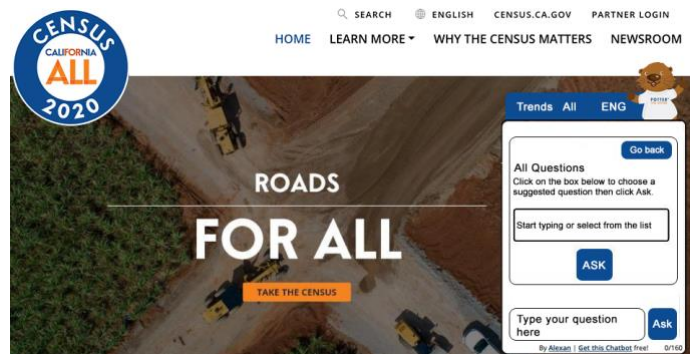 SEARCH ENGLISH CENSUS.CA.GOV PARTNER LOGIN
HOME LEARN MORE WHY THE CENSUS MATTERS NEWSROOM
CENSUS
CALIFORNIA
ALL
2020
ROADS
FOR ALL
TAKE THE CENSUS
Trends All ENG
Go back
All Questions
Click on the box below to choose a
suggested question then click Ask.
Start typing or select from the list
ASK
Type your question
here
Ask
By Alexan | Get this Chatbot free! 0/160